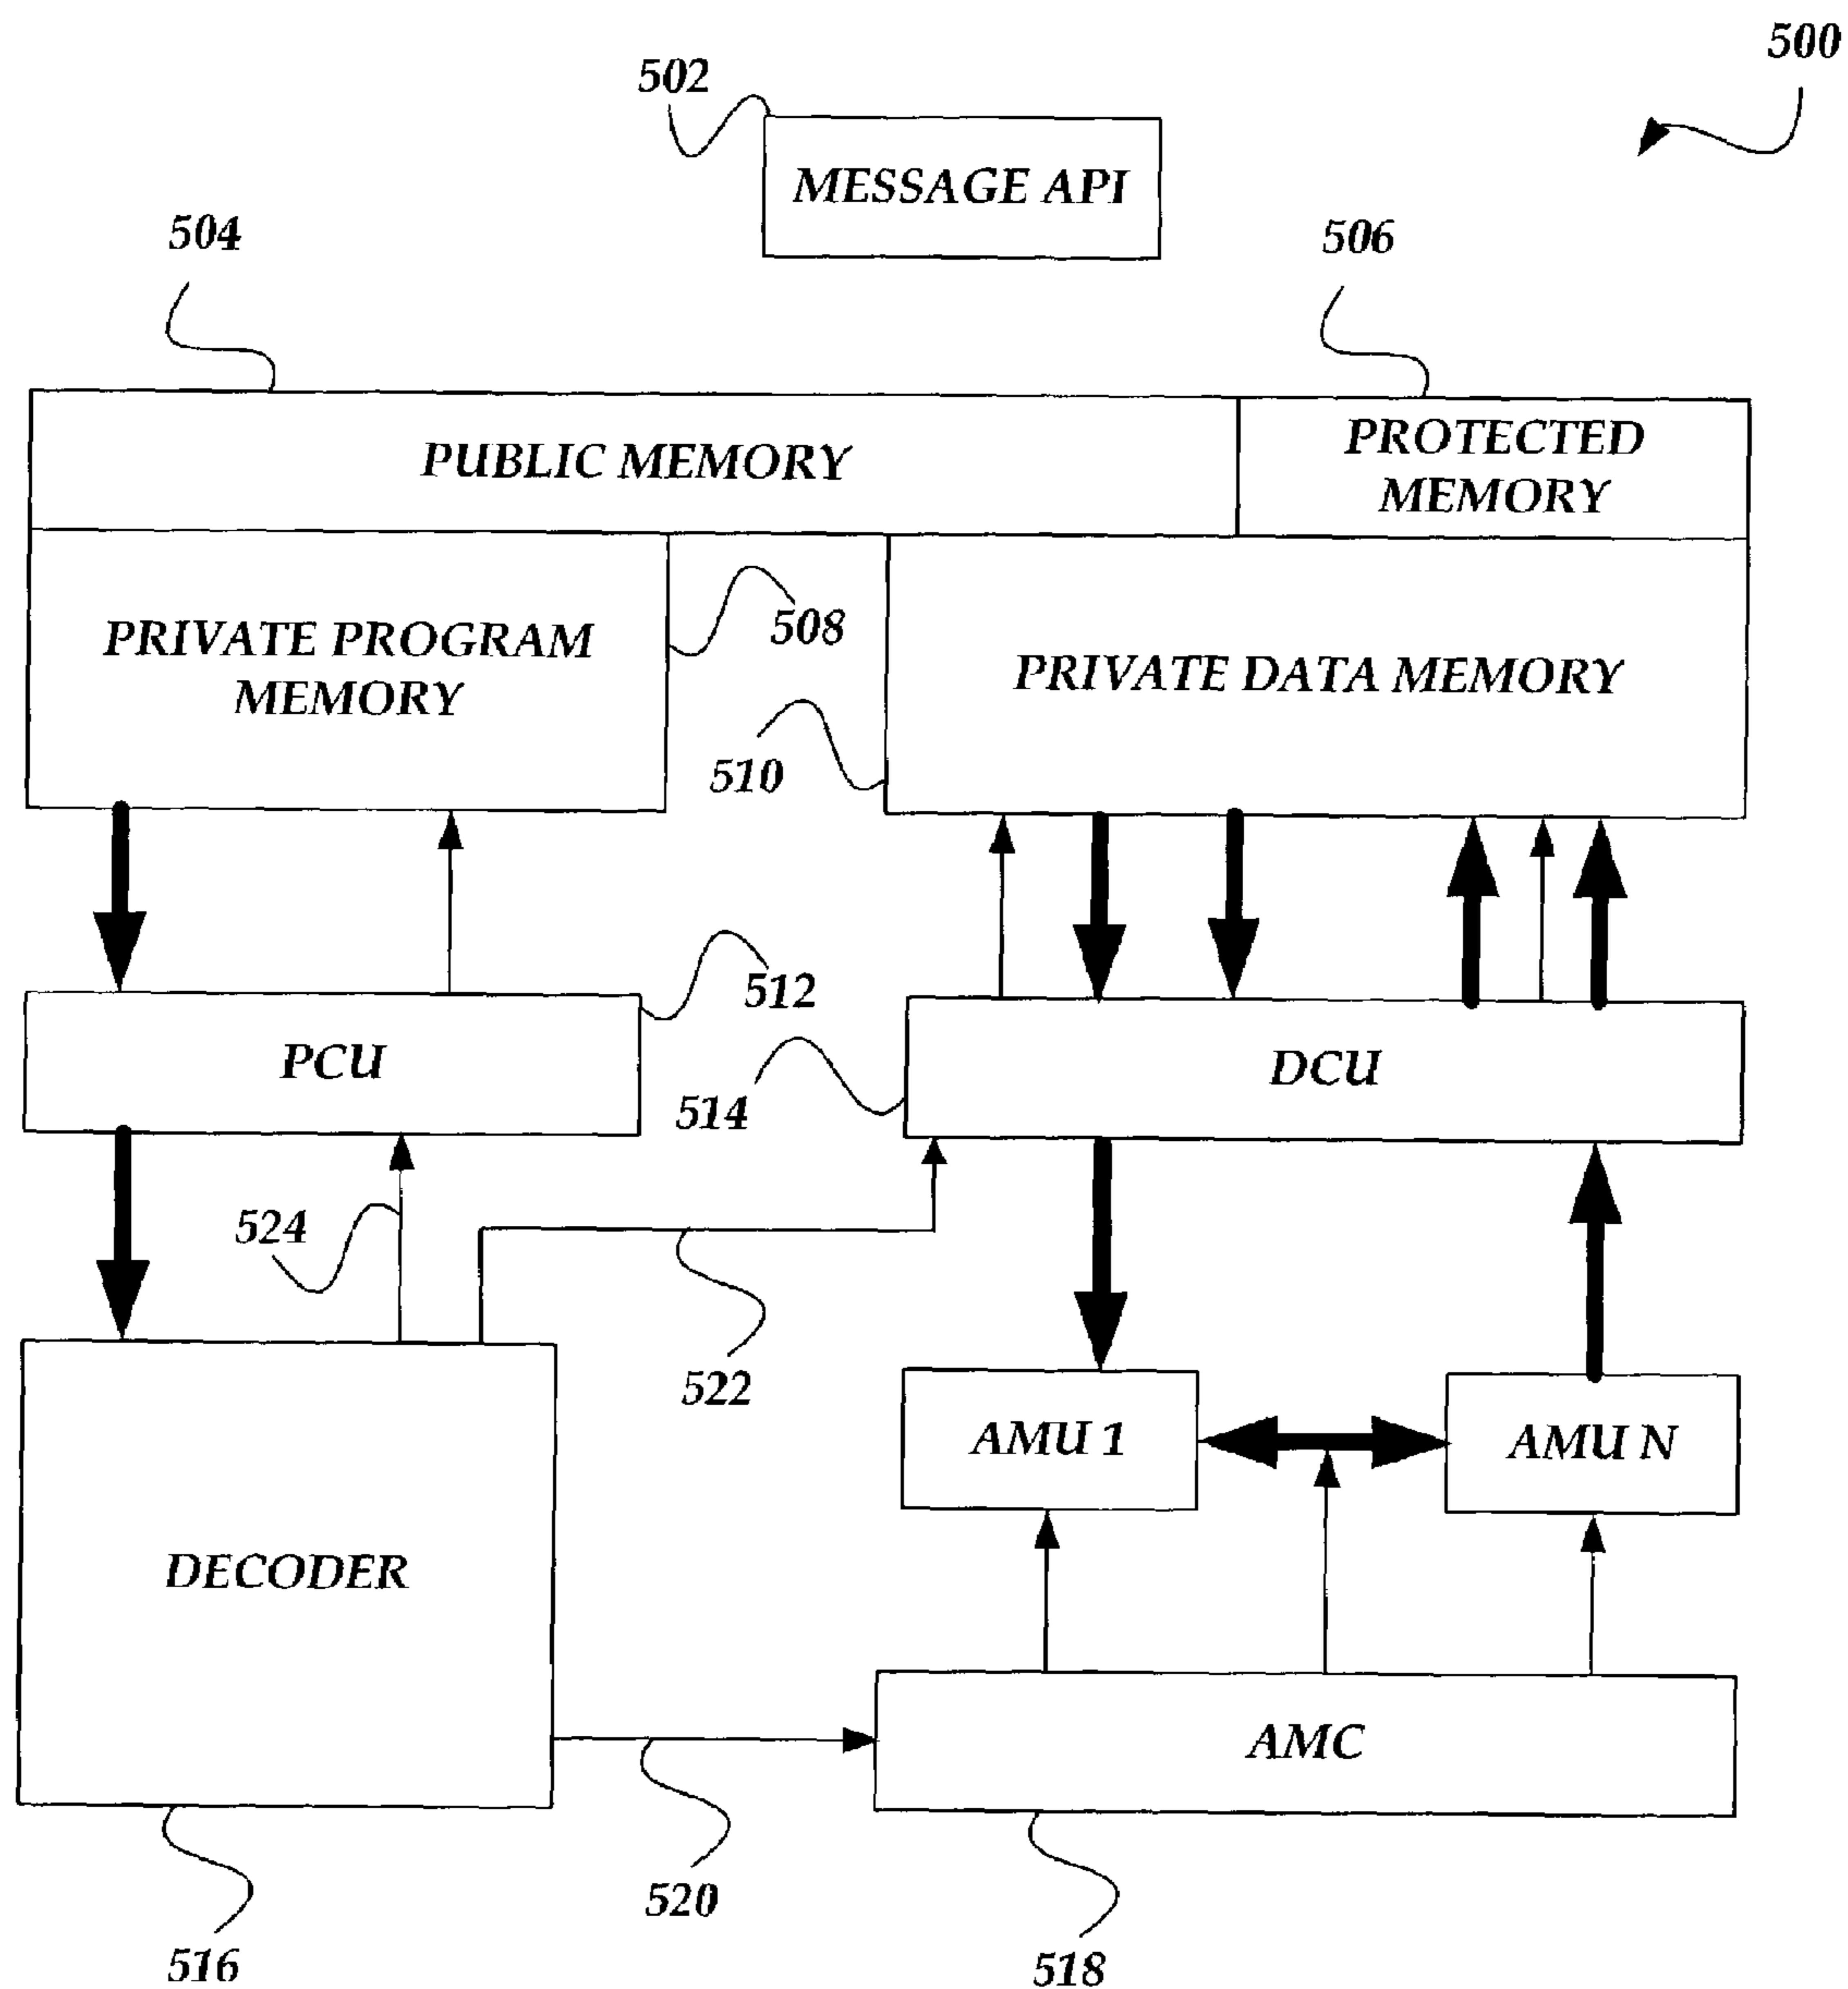 500
502
MESSAGE API
504
506
PUBLIC MEMORY
PROTECTED
MEMORY
PRIVATE PROGRAM
MEMORY
508
PRIVATE DATA MEMORY
510
512
PCU
514
DCU
524
522
AMU 1
AMU N
DECODER
AMC
520
516
518